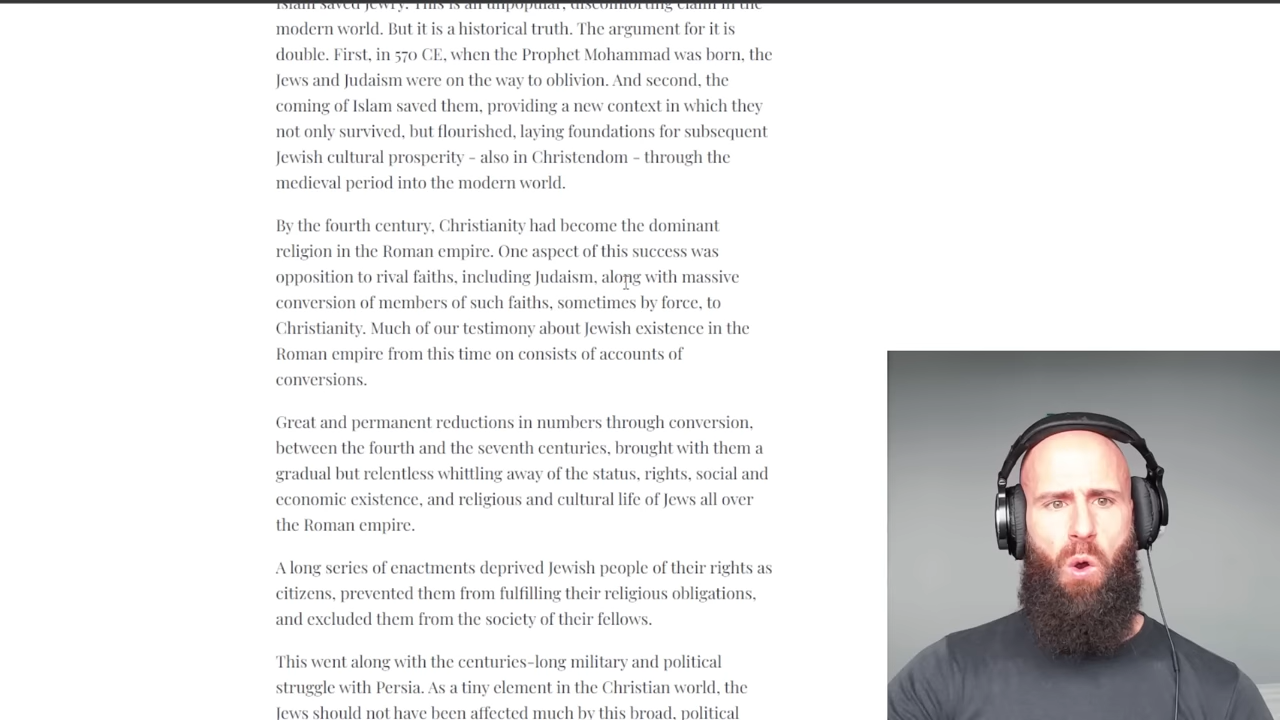 Islam saved Jewry. This is an unpopular, discomforting claim in the
modern world. But it is a historical truth. The argument for it is
double. First, in 570 CE, when the Prophet Mohammad was born, the
Jews and Judaism were on the way to oblivion. And second, the
coming of Islam saved them, providing a new context in which they
not only survived, but flourished, laying foundations for subsequent
Jewish cultural prosperity - also in Christendom - through the
medieval period into the modern world.
By the fourth century, Christianity had become the dominant
religion in the Roman empire. One aspect of this success was
opposition to rival faiths, including Judaism, along with massive
conversion of members of such faiths, sometimes by force, to
Christianity. Much of our testimony about Jewish existence in the
Roman empire from this time on consists of accounts of
conversions.
Great and permanent reductions in numbers through conversion,
between the fourth and the seventh centuries, brought with them a
gradual but relentless whittling away of the status, rights, social and
economic existence, and religious and cultural life of Jews all over
the Roman empire.
A long series of enactments deprived Jewish people of their rights as
citizens, prevented them from fulfilling their religious obligations,
and excluded them from the society of their fellows.
This went along with the centuries-long military and political
struggle with Persia. As a tiny element in the Christian world, the
Jews should not have been affected much by this broad, political